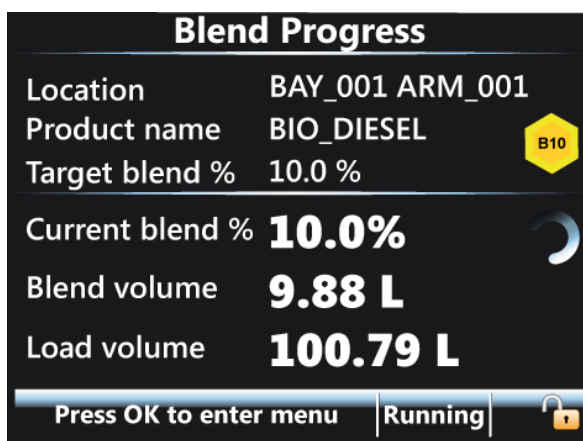 Blend Progress
Location BAY_001 ARM_001
Product name BIO_DIESEL
B10
Target blend % 10.0 %
Current blend % 10.0%
Blend volume 9.88 L
Load volume 100.79 L
Press OK to enter menu Running